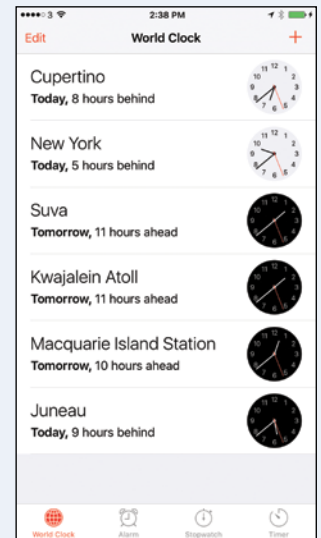 3 2:38 PM
Edit World Clock +
Cupertino
Today, 8 hours behind
New York
Today, 5 hours behind
Suva
Tomorrow, 11 hours ahead
Kwajalein Atoll
Tomorrow, 11 hours ahead
Macquarie Island Station
Tomorrow, 10 hours ahead
Juneau
Today, 9 hours behind
World Clock Alarm Stopwatch Timer